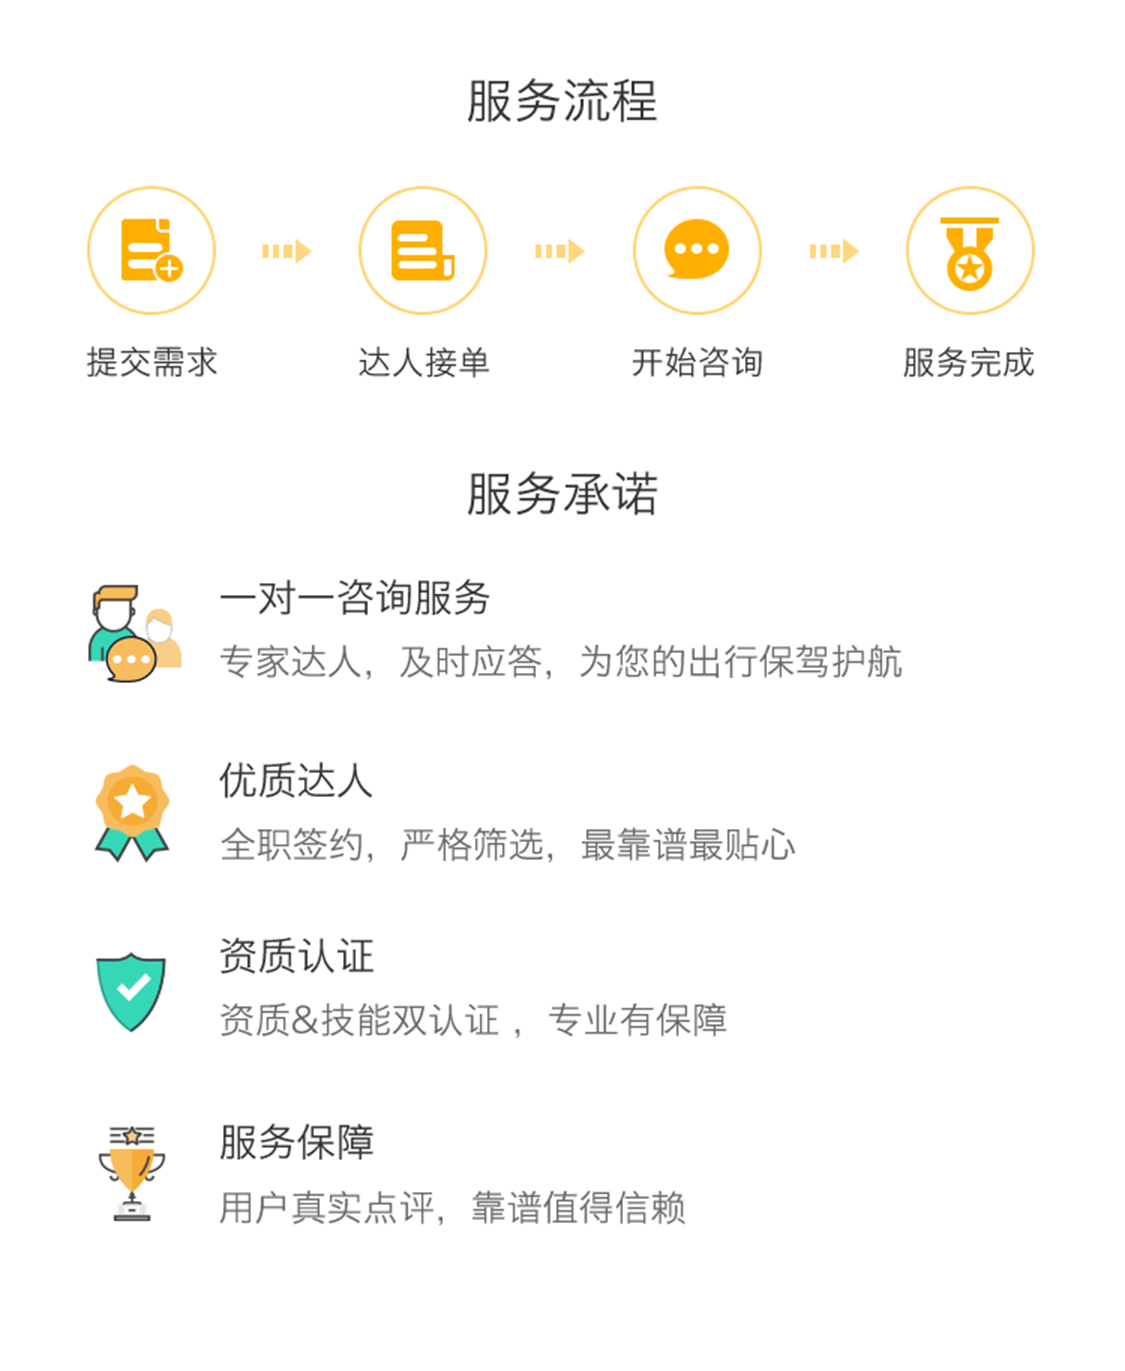 服务流程
提交需求 达人接单 开始咨询 服务完成
服务承诺
一对一咨询服务
专家达人，及时应答，为您的出行保驾护航
优质达人
全职签约，严格筛选，最靠谱最贴心
资质认证
资质&技能双认证 ，专业有保障
服务保障
用户真实点评，靠谱值得信赖